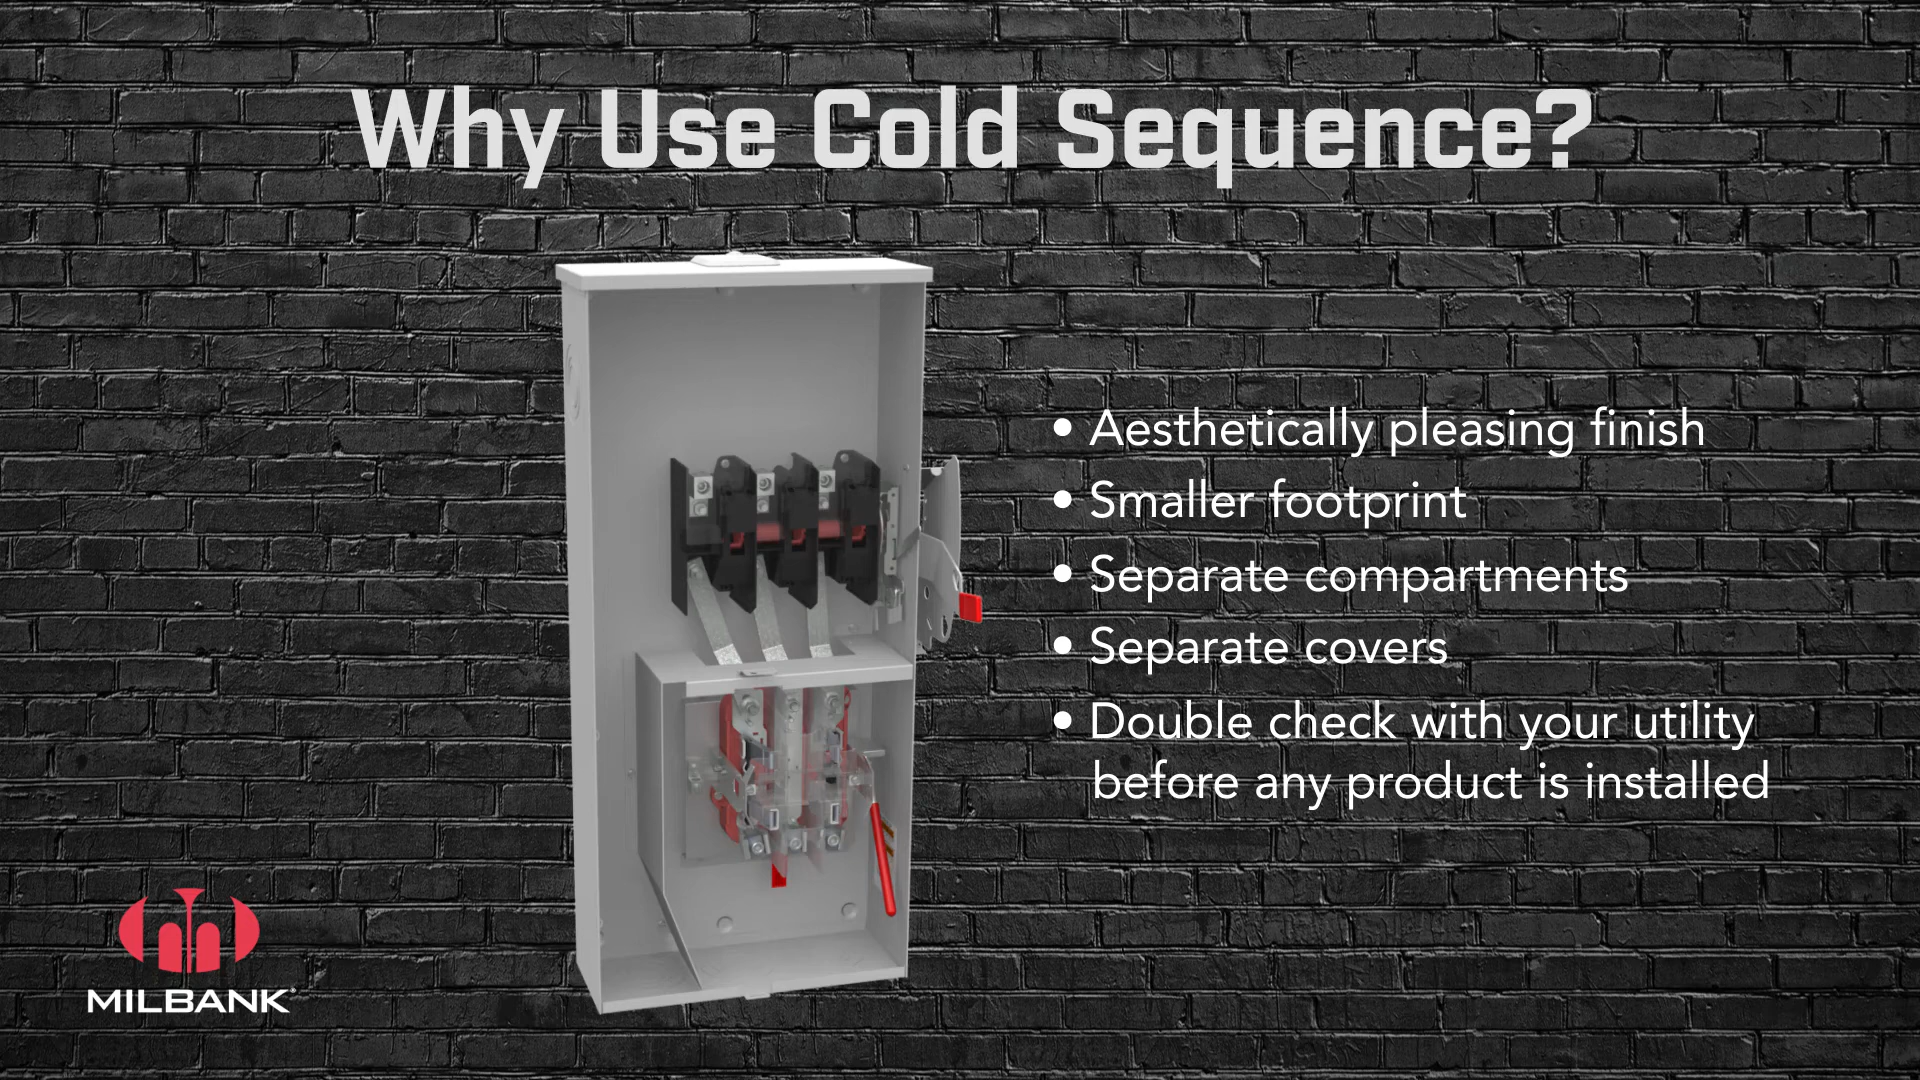 Why Use Cold Sequence?
• Aesthetically pleasing finish
• Smaller footprint
• Separate compartments
• Separate covers
• Double check with your utility
before any product is installed
MILBANK